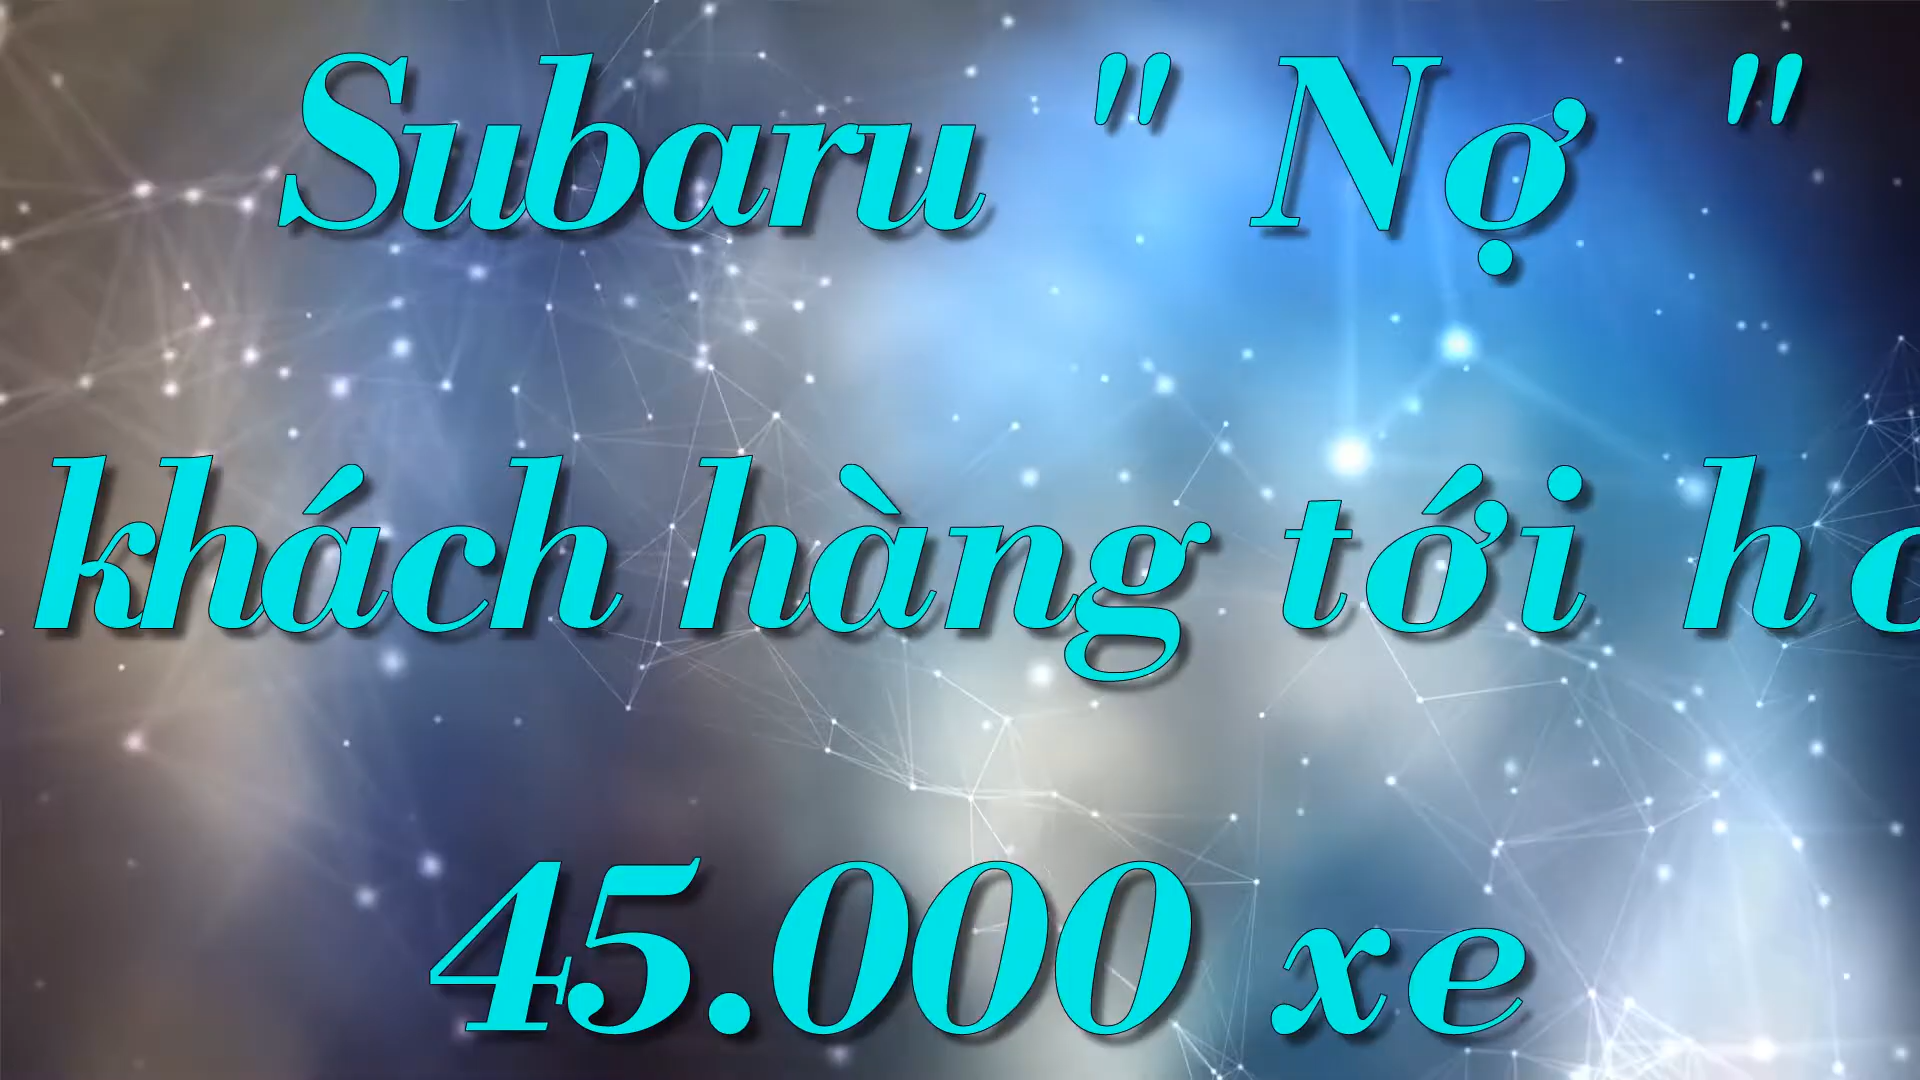 Subaru " Nợ "
khách hàng tới
45.000 xe